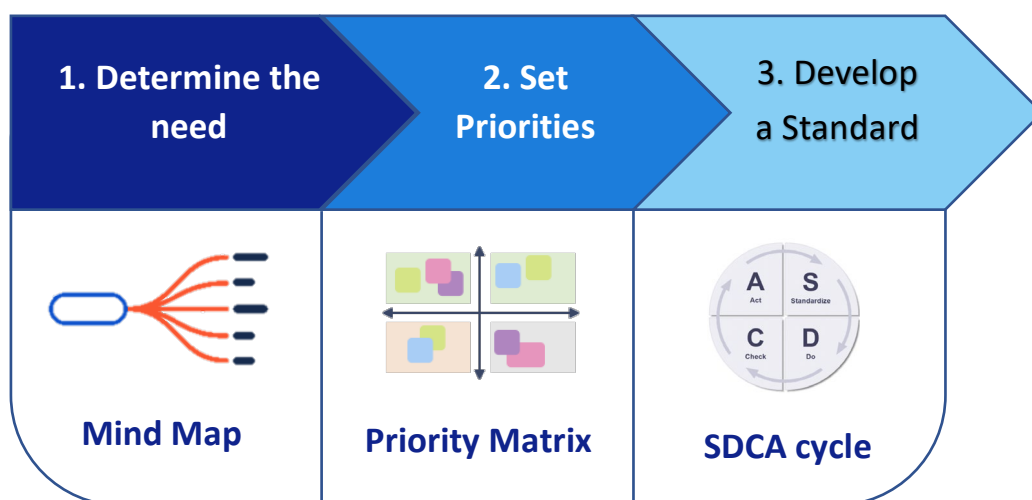 1. Determine the
need
2. Set
Priorities
3. Develop
a Standard
Mind Map
Priority Matrix
A
Act
S
Standardize
C
Check
D
Do
SDCA cycle